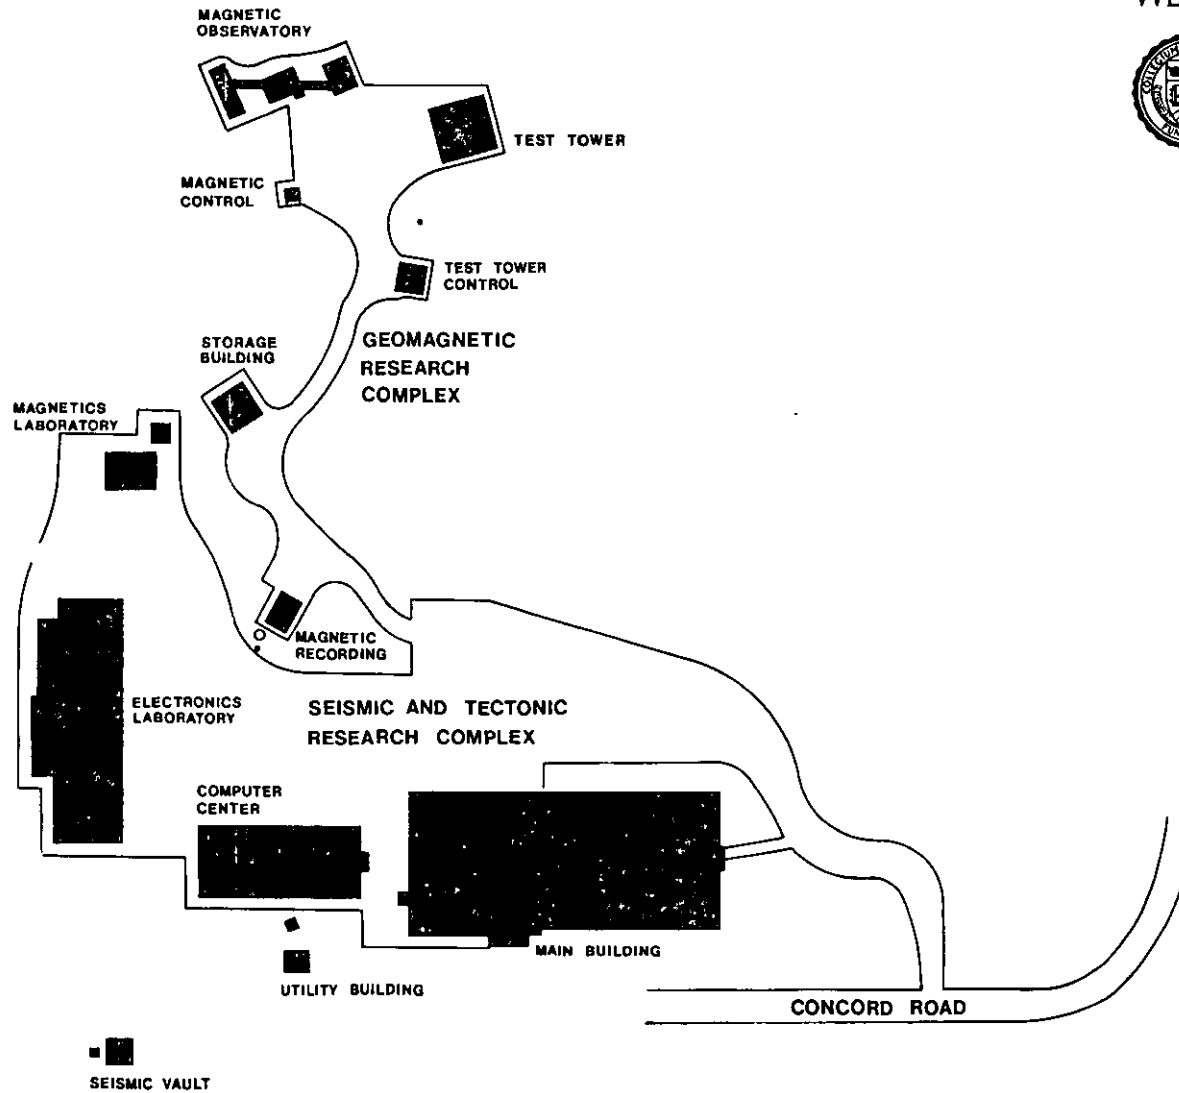 MAGNETIC
OBSERVATORY
TEST TOWER
MAGNETIC
CONTROL
TEST TOWER
CONTROL
STORAGE
BUILDING
GEOMAGNETIC
RESEARCH
COMPLEX
MAGNETICS
LABORATORY
MAGNETIC
RECORDING
ELECTRONICS
LABORATORY
SEISMIC AND TECTONIC
RESEARCH COMPLEX
COMPUTER
CENTER
MAIN BUILDING
UTILITY BUILDING
CONCORD ROAD
SEISMIC VAULT